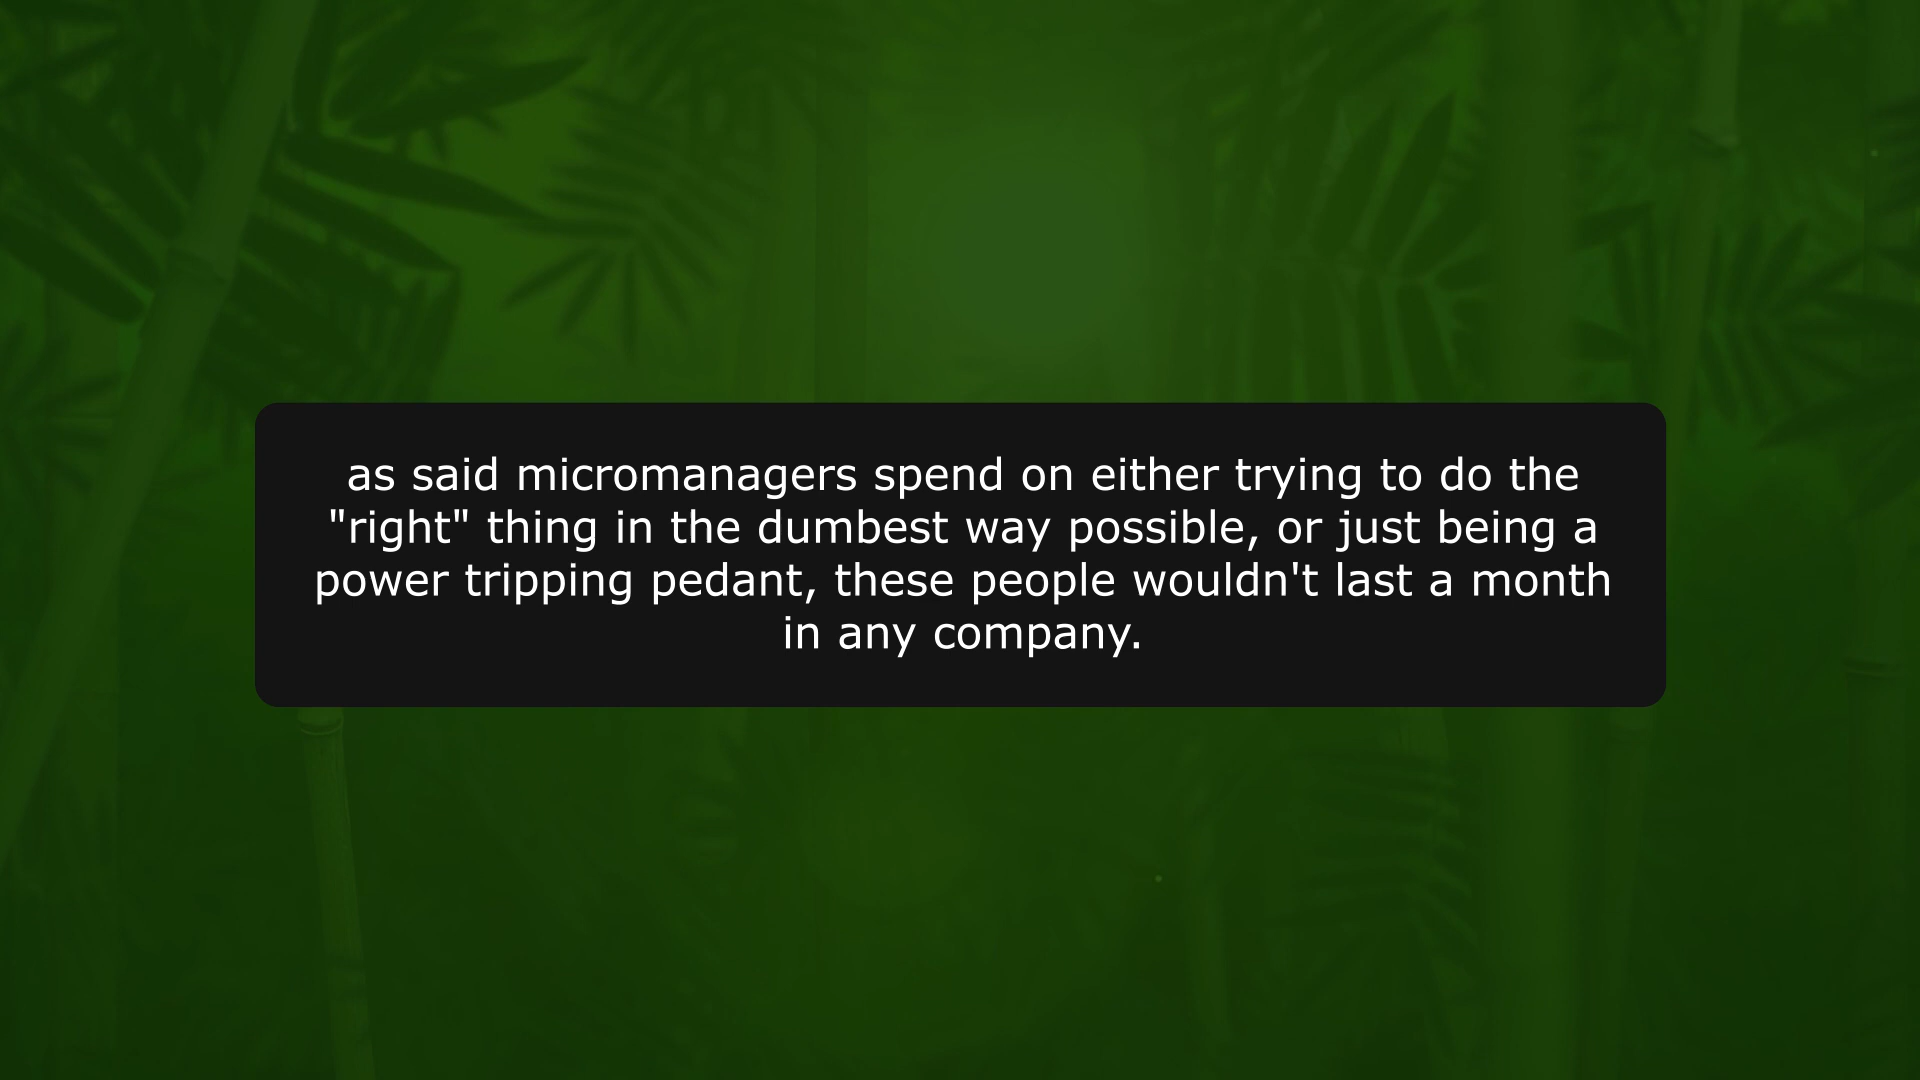 as said micromanagers spend on either trying to do the
"right" thing in the dumbest way possible, or just being a
power tripping pedant, these people wouldn't last a month
in any company.